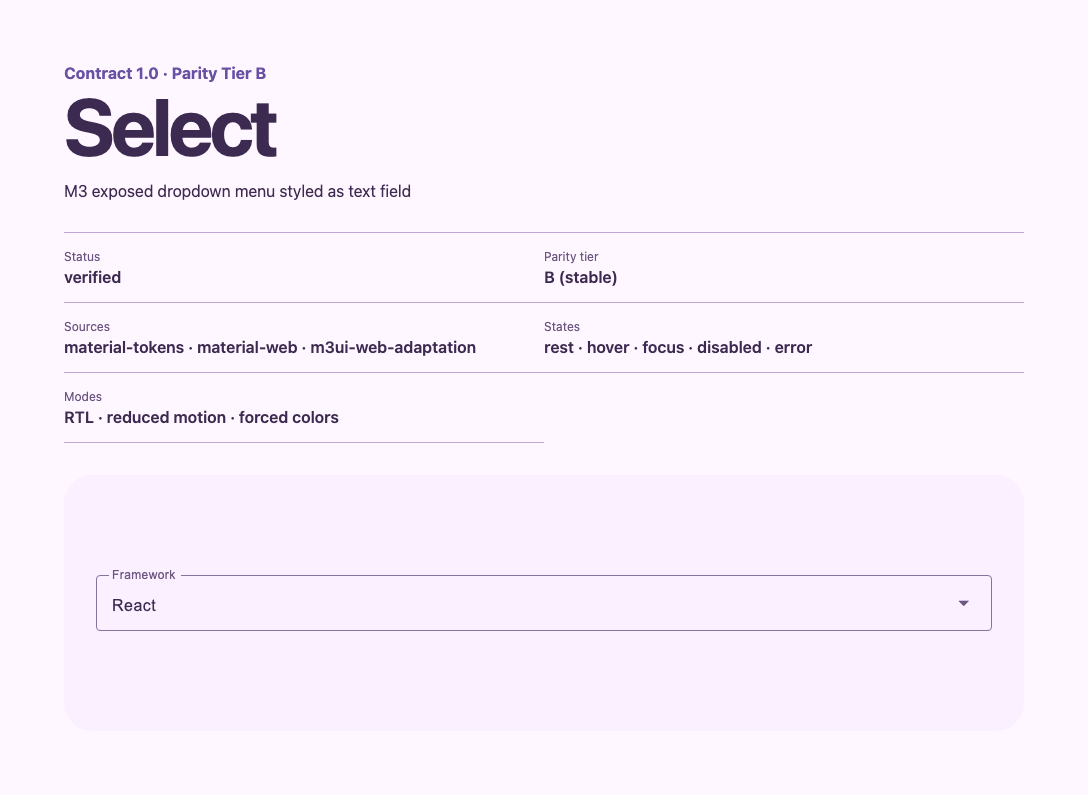 Contract 1.0 · Parity Tier B
Select
M3 exposed dropdown menu styled as text field
Status
verified
Parity tier
B (stable)
Sources
material-tokens · material-web · m3ui-web-adaptation
States
rest · hover · focus · disabled · error
Modes
RTL · reduced motion · forced colors
Framework
React